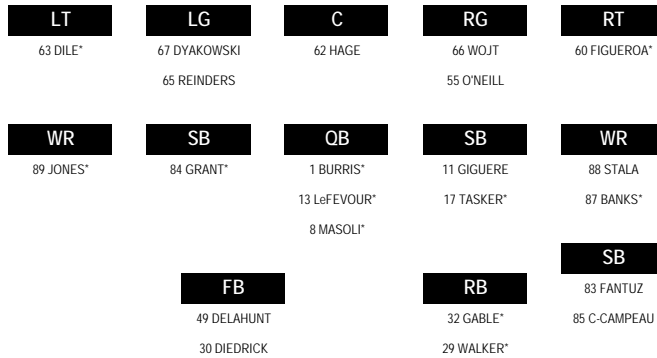 LT LG C RG RT
63 DILE* 67 DYAKOWSKI 62 HAGE 66 WOJT 60 FIGUEROA*
65 REINDERS 55 O'NEILL
WR SB QB SB WR
89 JONES* 84 GRANT* 1 BURRIS* 11 GIGUERE 88 STALA
13 LeFEVOUR* 17 TASKER* 87 BANKS*
8 MASOLI*
SB
FB RB 83 FANTUZ
49 DELAHUNT 32 GABLE* 85 C-CAMPEAU
30 DIEDRICK 29 WALKER*